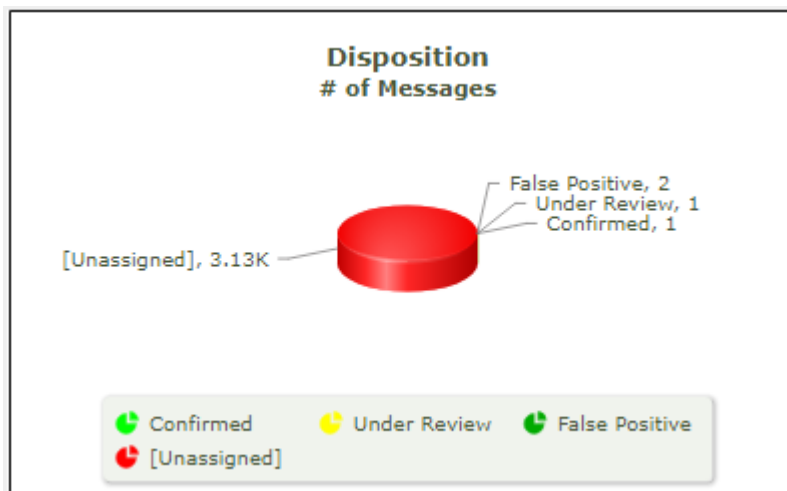 Disposition
# of Messages
False Positive, 2
Under Review, 1
Confirmed, 1
[Unassigned], 3.13K
Confirmed
Under Review
False Positive
[Unassigned]